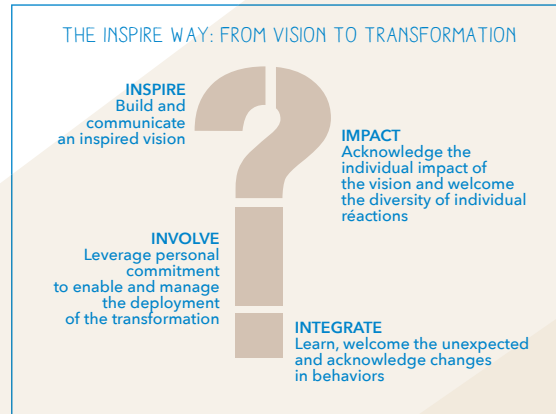 THE INSPIRE WAY: FROM VISION TO TRANSFORMATION
INSPIRE
Build and
communicate
an inspired vision
IMPACT
Acknowledge the
individual impact of
the vision and welcome
the diversity of individual
réactions
INVOLVE
Leverage personal
commitment
to enable and manage
the deployment
of the transformation
INTEGRATE
Learn, welcome the unexpected
and acknowledge changes
in behaviors